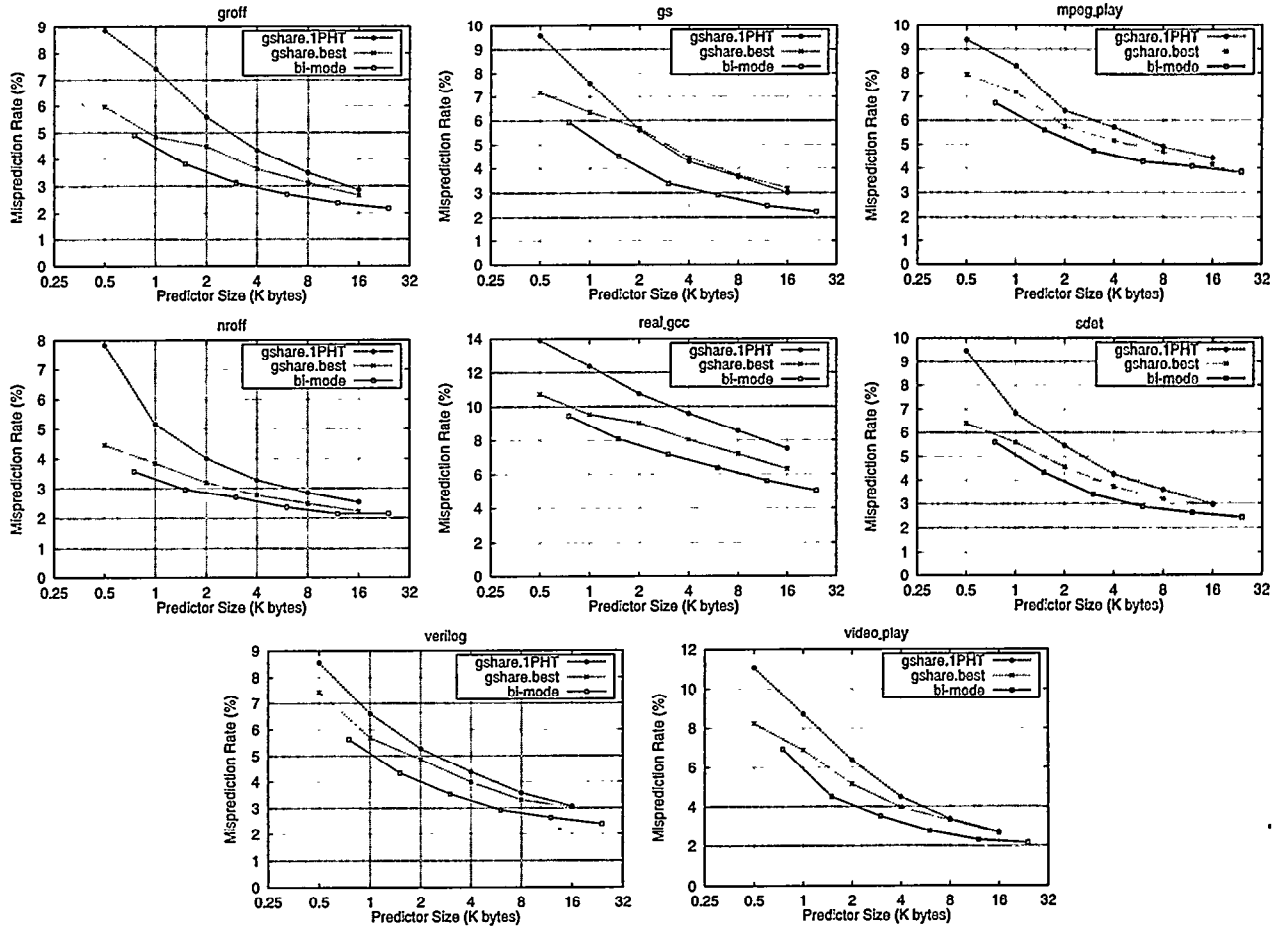 groff
gshare.1PHT
gshare.best
bi-mode
Misprediction Rate (%)
9
8
7
6
5
4
3
2
1
0
0.25 0.5 1 2 4 8 16 32
Predictor Size (K bytes)
gs
gshare.1PHT
gshare.best
bi-mode
Misprediction Rate (%)
10
9
8
7
6
5
4
3
2
1
0
0.25 0.5 1 2 4 8 16 32
Predictor Size (K bytes)
mpeg_play
gshare.1PHT
gshare.best
bi-mode
Misprediction Rate (%)
10
9
8
7
6
5
4
3
2
1
0
0.25 0.5 1 2 4 8 16 32
Predictor Size (K bytes)
nroff
gshare.1PHT
gshare.best
bi-mode
Misprediction Rate (%)
8
7
6
5
4
3
2
1
0
0.25 0.5 1 2 4 8 16 32
Predictor Size (K bytes)
real_gcc
gshare.1PHT
gshare.best
bi-mode
Misprediction Rate (%)
14
12
10
8
6
4
2
0
0.25 0.5 1 2 4 8 16 32
Predictor Size (K bytes)
sdet
gshare.1PHT
gshare.best
bi-mode
Misprediction Rate (%)
10
9
8
7
6
5
4
3
2
1
0
0.25 0.5 1 2 4 8 16 32
Predictor Size (K bytes)
verilog
gshare.1PHT
gshare.best
bi-mode
Misprediction Rate (%)
9
8
7
6
5
4
3
2
1
0
0.25 0.5 1 2 4 8 16 32
Predictor Size (K bytes)
video_play
gshare.1PHT
gshare.best
bi-mode
Misprediction Rate (%)
12
10
8
6
4
2
0
0.25 0.5 1 2 4 8 16 32
Predictor Size (K bytes)